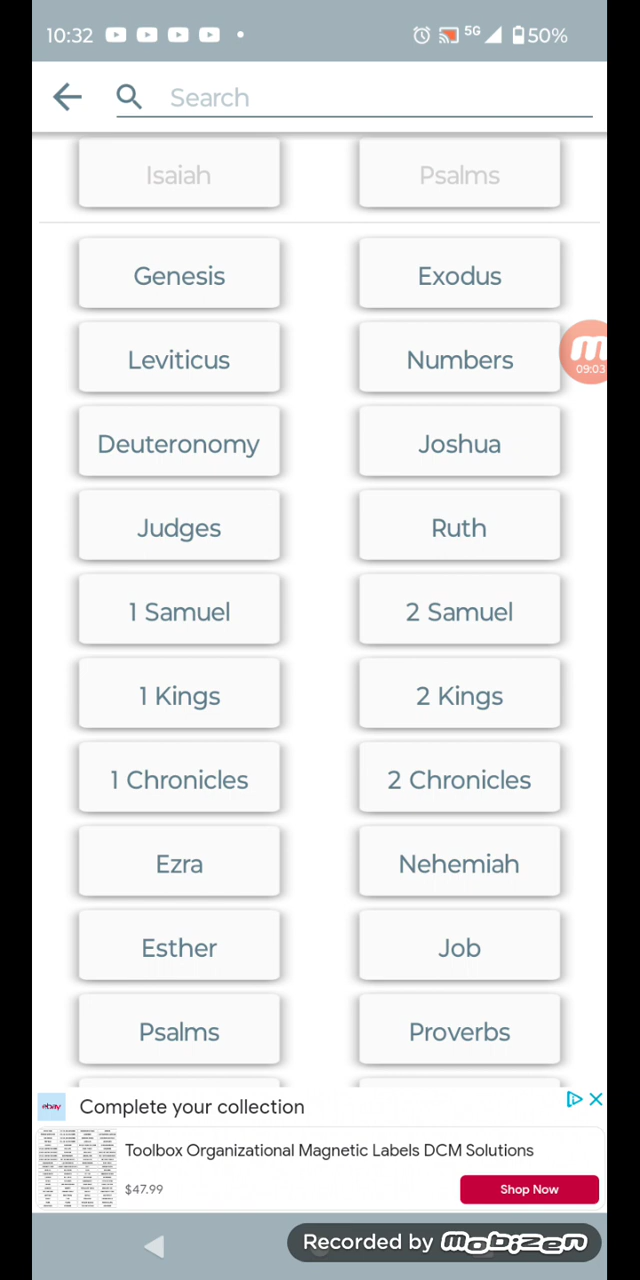 10:32 5G 50%
Search
Isaiah Psalms
Genesis Exodus
Leviticus Numbers
09:03
Deuteronomy Joshua
Judges Ruth
1 Samuel 2 Samuel
1 Kings 2 Kings
1 Chronicles 2 Chronicles
Ezra Nehemiah
Esther Job
Psalms Proverbs
ebay Complete your collection
Toolbox Organizational Magnetic Labels DCM Solutions
$47.99 Shop Now
Recorded by mobizen